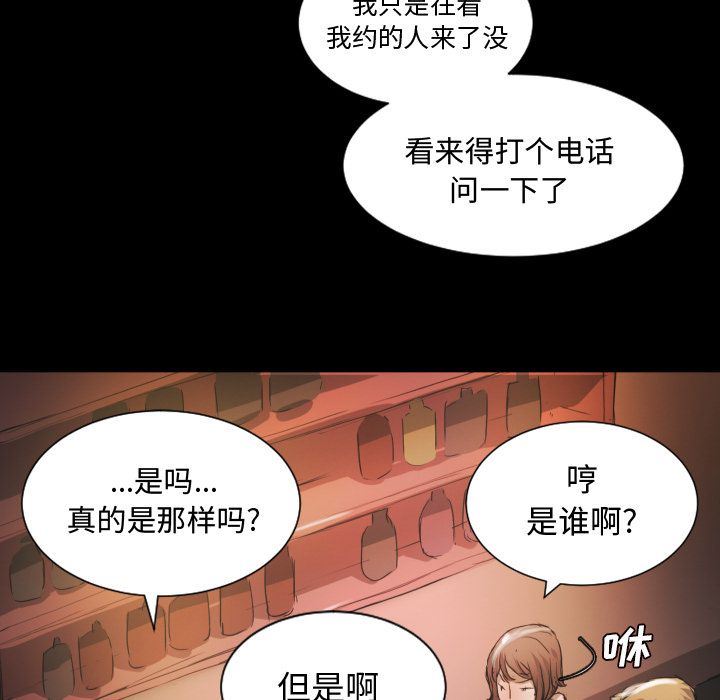 我只是在看
我约的人来了没
看来得打个电话
问一下了
...是吗...
真的是那样吗?
哼
是谁啊?
咻
但是啊